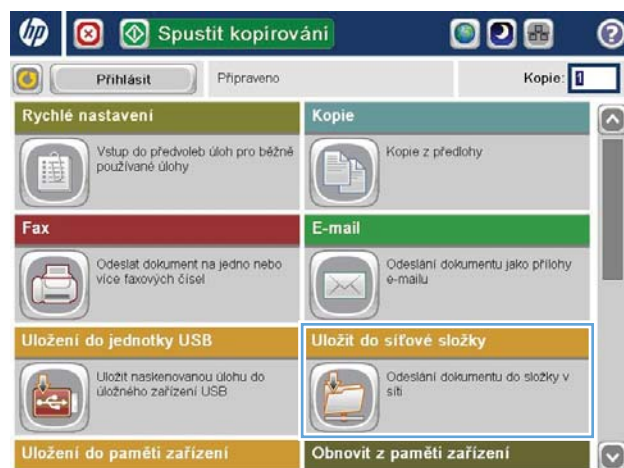 hp
Spustit kopírování
?
Přihlásit
Připraveno
Kopie: 1
Rychlé nastavení
Vstup do předvoleb úloh pro běžně
používané úlohy
Kopie
Kopie z předlohy
Fax
Odeslat dokument na jedno nebo
více faxových čísel
E-mail
Odeslání dokumentu jako přílohy
e-mailu
Uložení do jednotky USB
Uložit naskenovanou úlohu do
úložného zařízení USB
Uložit do síťové složky
Odeslání dokumentu do složky v
síti
Uložení do paměti zařízení
Obnovit z paměti zařízení